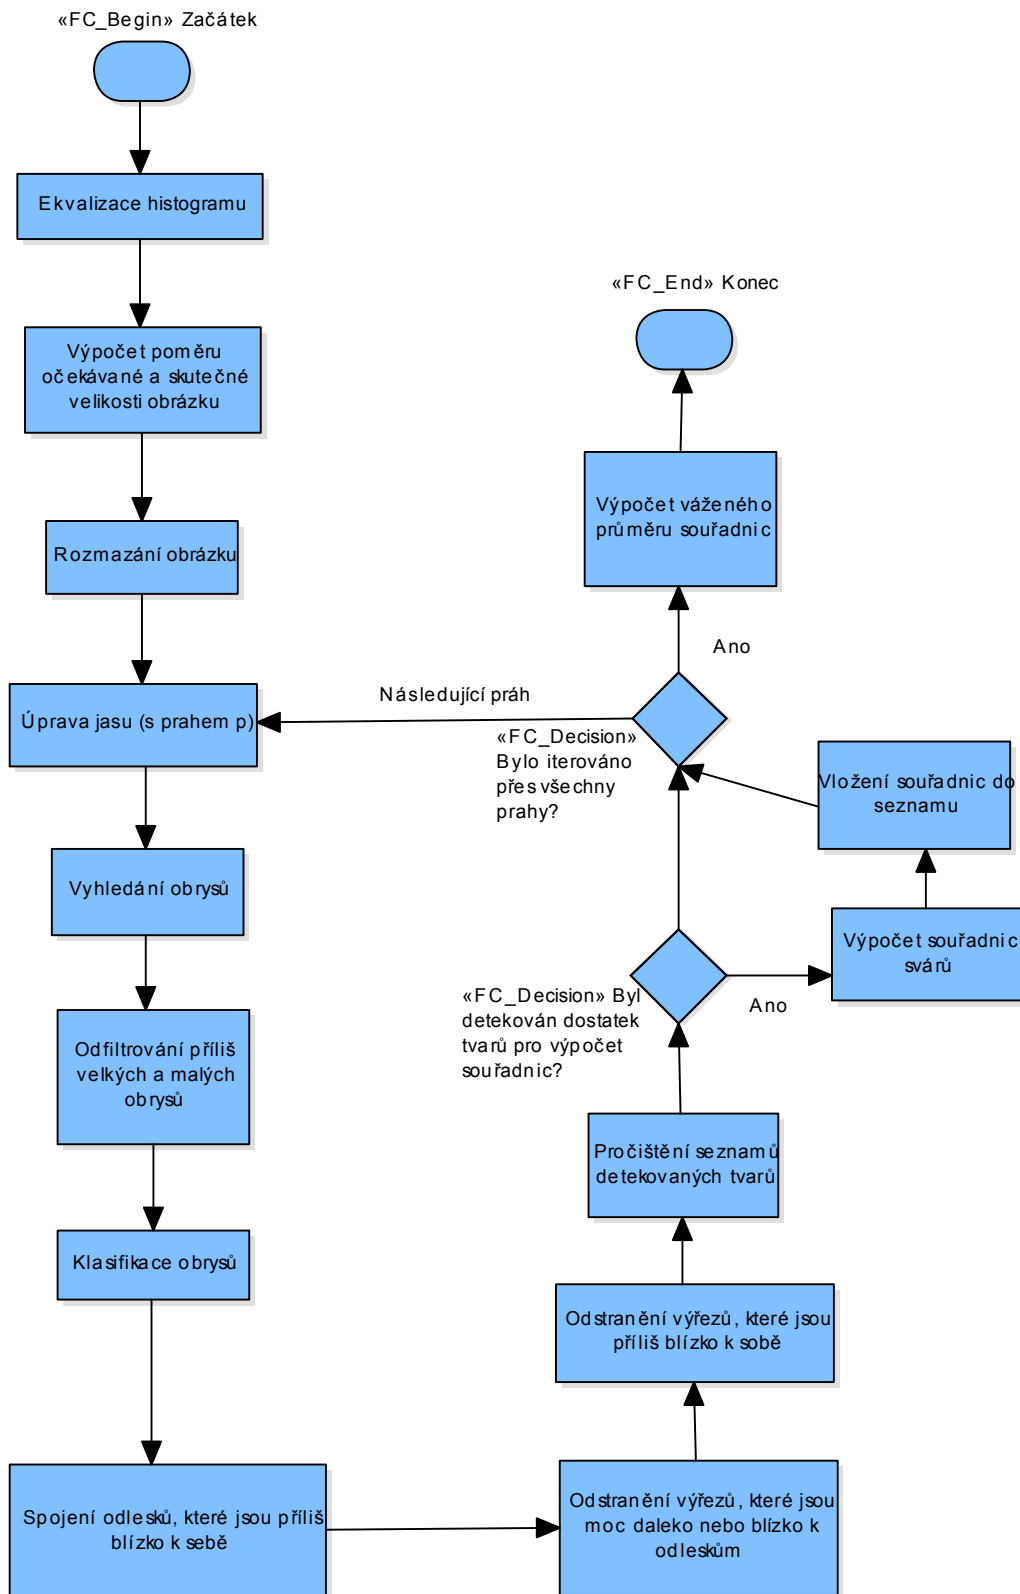 «FC_Begin» Začátek
Ekvalizace histogramu
Výpočet poměru
očekávané a skutečné
velikosti obrázku
Rozmazání obrázku
Úprava jasu (s prahem p)
Vyhledání obrysů
Odfiltrování příliš
velkých a malých
obrysů
Klasifikace obrysů
Spojení odlesků, které jsou příliš
blízko k sebě
Odstranění výřezů, které jsou
moc daleko nebo blízko k
odleskům
Odstranění výřezů, které jsou
příliš blízko k sobě
Pročištění seznamů
detekovaných tvarů
«FC_Decision» Byl
detekován dostatek
tvarů pro výpočet
souřadnic?
Ano
Výpočet souřadnic
svárů
Vložení souřadnic do
seznamu
«FC_Decision»
Bylo iterováno
přes všechny
prahy?
Následující práh
Ano
Výpočet váženého
průměru souřadnic
«FC_End» Konec